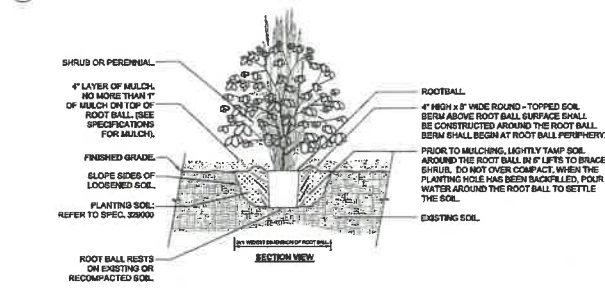 SHRUB OR PERENNIAL.
4" LAYER OF MULCH.
NO MORE THAN 1"
OF MULCH ON TOP OF
ROOT BALL. (SEE
SPECIFICATIONS
FOR MULCH).
FINISHED GRADE.
SLOPE SIDES OF
LOOSENED SOIL.
PLANTING SOIL:
REFER TO SPEC. 329000
ROOT BALL RESTS
ON EXISTING OR
RECOMPACTED SOIL.
ROOTBALL.
4" HIGH x 8" WIDE ROUND - TOPPED SOIL
BERM ABOVE ROOT BALL SURFACE SHALL
BE CONSTRUCTED AROUND THE ROOT BALL.
BERM SHALL BEGIN AT ROOT BALL PERIPHERY.
PRIOR TO MULCHING, LIGHTLY TAMP SOIL
AROUND THE ROOT BALL IN 6" LIFTS TO BRACE
SHRUB. DO NOT OVER COMPACT. WHEN THE
PLANTING HOLE HAS BEEN BACKFILLED, POUR
WATER AROUND THE ROOT BALL TO SETTLE
THE SOIL.
EXISTING SOIL.
DIMENSION OF ROOT BALL
SECTION VIEW